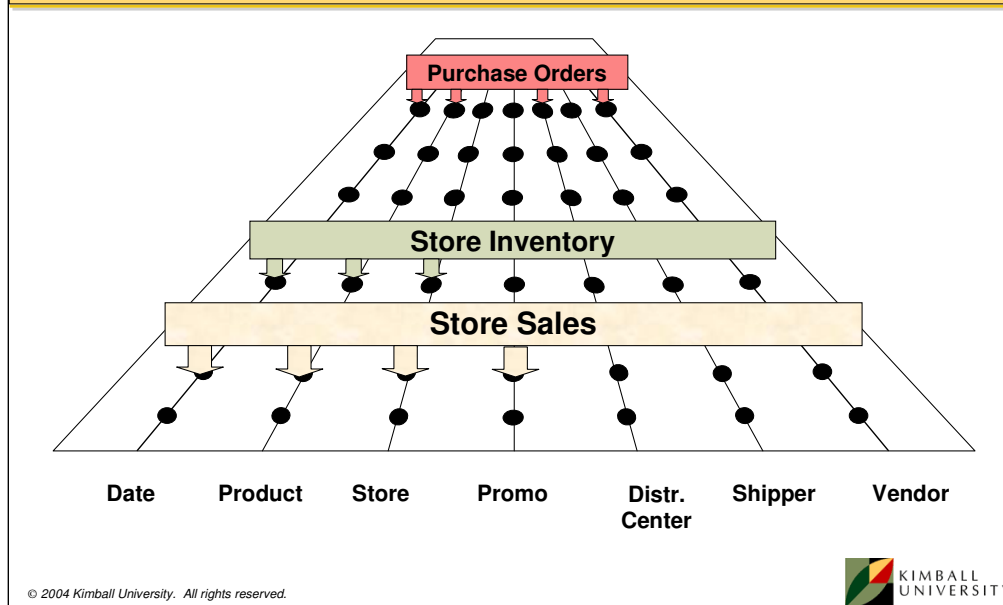 Purchase Orders
Store Inventory
Store Sales
Date Product Store Promo Distr. Shipper Vendor
Center
© 2004 Kimball University. All rights reserved.
KIMBALL
UNIVERSITY